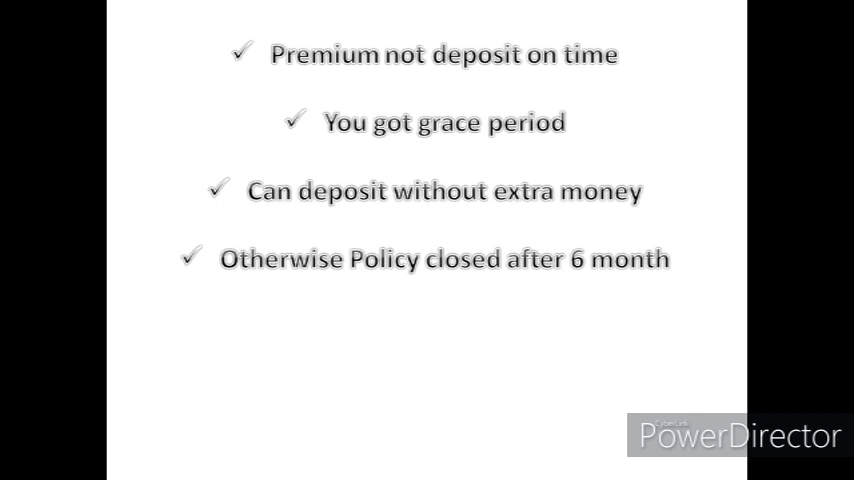 ✓ Premium not deposit on time
✓ You got grace period
✓ Can deposit without extra money
✓ Otherwise Policy closed after 6 month
CyberLink
PowerDirector